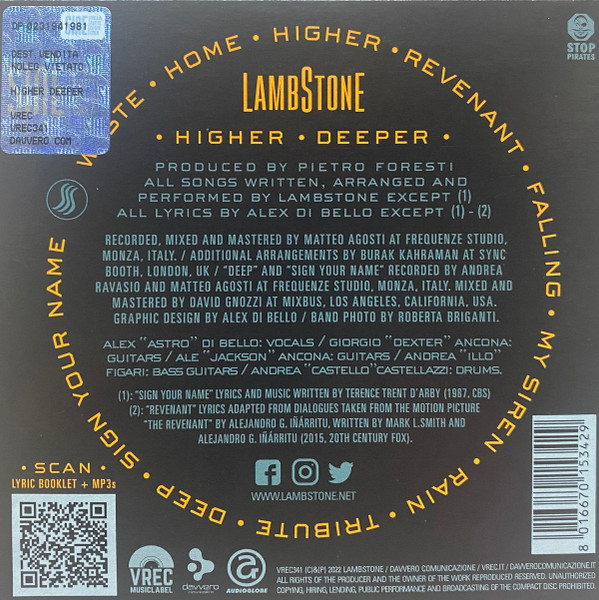 DP 0231941981
DEST VENDITA
NOLEG VIETATO
HIGHER DEEPER
VREC
VREC341
DAVVERO COM
SIAE
STOP
PIRATES
HOME • HIGHER • REVENANT • FALLING • MY SIREN • RAIN • TRIBUTE • DEEP • SIGN YOUR NAME
LAMBSTONE
• HIGHER • DEEPER •
PRODUCED BY PIETRO FORESTI
ALL SONGS WRITTEN, ARRANGED AND
PERFORMED BY LAMBSTONE EXCEPT (1)
ALL LYRICS BY ALEX DI BELLO EXCEPT (1) - (2)
RECORDED, MIXED AND MASTERED BY MATTEO AGOSTI AT FREQUENZE STUDIO,
MONZA, ITALY. / ADDITIONAL ARRANGEMENTS BY BURAK KAHRAMAN AT SYNC
BOOTH, LONDON, UK / "DEEP" AND "SIGN YOUR NAME" RECORDED BY ANDREA
RAVASIO AND MATTEO AGOSTI AT FREQUENZE STUDIO, MONZA, ITALY. MIXED AND
MASTERED BY DAVID GNOZZI AT MIXBUS, LOS ANGELES, CALIFORNIA, USA.
GRAPHIC DESIGN BY ALEX DI BELLO / BAND PHOTO BY ROBERTA BRIGANTI.
ALEX "ASTRO" DI BELLO: VOCALS / GIORGIO "DEXTER" ANCONA:
GUITARS / ALE "JACKSON" ANCONA: GUITARS / ANDREA "ILLO"
FIGARI: BASS GUITARS / ANDREA "CASTELLO"CASTELLAZZI: DRUMS.
(1): "SIGN YOUR NAME" LYRICS AND MUSIC WRITTEN BY TERENCE TRENT D'ARBY (1987, CBS)
(2): "REVENANT" LYRICS ADAPTED FROM DIALOGUES TAKEN FROM THE MOTION PICTURE
"THE REVENANT" BY ALEJANDRO G. IÑÁRRITU, WRITTEN BY MARK L.SMITH AND
ALEJANDRO G. IÑÁRRITU (2015, 20TH CENTURY FOX).
WWW.LAMBSTONE.NET
• SCAN •
LYRIC BOOKLET + MP3s
8 016670 153429
VREC
MUSICLABEL
davvero
AUDIOGLOBE
VREC341 (C)&(P) 2022 LAMBSTONE / DAVVERO COMUNICAZIONE / VREC.IT / DAVVEROCOMUNICAZIONE.IT
ALL RIGHTS OF THE PRODUCER AND THE OWNER OF THE WORK REPRODUCED RESERVED. UNAUTHORIZED
COPYING, HIRING, LENDING, PUBLIC PERFORMANCE AND BROADCASTING OF THE COMPACT DISC PROHIBITED.